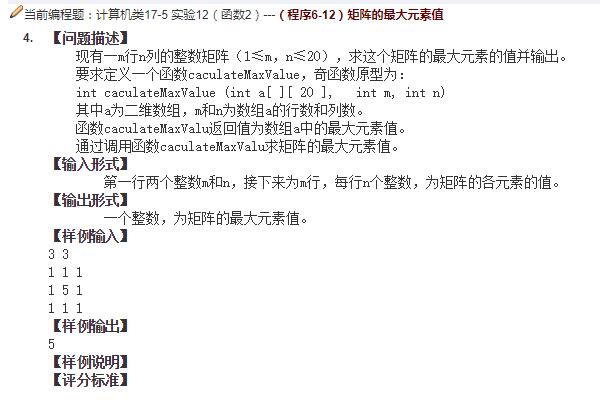 当前编程题：计算机类17-5 实验12（函数2）---（程序6-12）矩阵的最大元素值
4. 【问题描述】
现有一m行n列的整数矩阵（1≤m，n≤20），求这个矩阵的最大元素的值并输出。
要求定义一个函数caculateMaxValue，奇函数原型为：
int caculateMaxValue (int a[ ][ 20 ], int m, int n)
其中a为二维数组，m和n为数组a的行数和列数。
函数caculateMaxValu返回值为数组a中的最大元素值。
通过调用函数caculateMaxValu求矩阵的最大元素值。
【输入形式】
第一行两个整数m和n，接下来为m行，每行n个整数，为矩阵的各元素的值。
【输出形式】
一个整数，为矩阵的最大元素值。
【样例输入】
3 3
1 1 1
1 5 1
1 1 1
【样例输出】
5
【样例说明】
【评分标准】